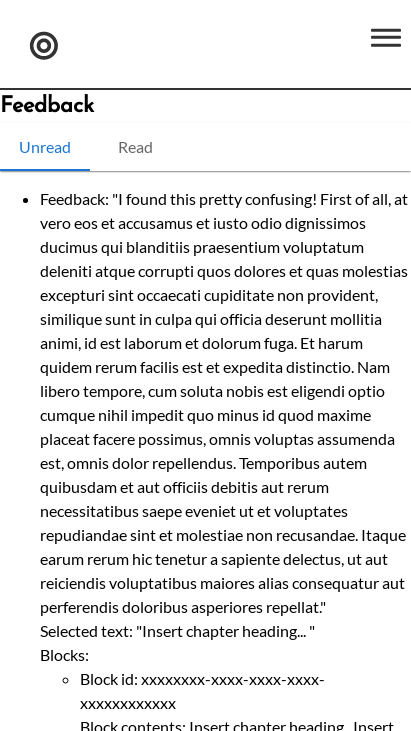 Feedback
Unread Read
Feedback: "I found this pretty confusing! First of all, at
vero eos et accusamus et iusto odio dignissimos
ducimus qui blanditiis praesentium voluptatum
deleniti atque corrupti quos dolores et quas molestias
excepturi sint occaecati cupiditate non provident,
similique sunt in culpa qui officia deserunt mollitia
animi, id est laborum et dolorum fuga. Et harum
quidem rerum facilis est et expedita distinctio. Nam
libero tempore, cum soluta nobis est eligendi optio
cumque nihil impedit quo minus id quod maxime
placeat facere possimus, omnis voluptas assumenda
est, omnis dolor repellendus. Temporibus autem
quibusdam et aut officiis debitis aut rerum
necessitatibus saepe eveniet ut et voluptates
repudiandae sint et molestiae non recusandae. Itaque
earum rerum hic tenetur a sapiente delectus, ut aut
reiciendis voluptatibus maiores alias consequatur aut
perferendis doloribus asperiores repellat."
Selected text: "Insert chapter heading... "
Blocks:
Block id: xxxxxxxx-xxxx-xxxx-xxxx-
xxxxxxxxxxxx
Block contents: Insert chapter heading.. Insert